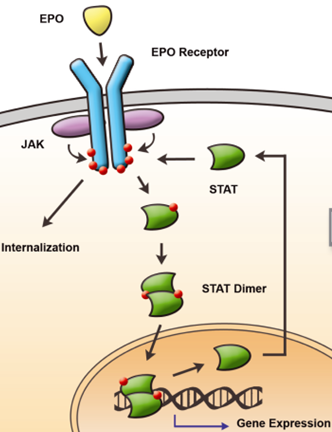 EPO
EPO Receptor
JAK
STAT
Internalization
STAT Dimer
Gene Expression